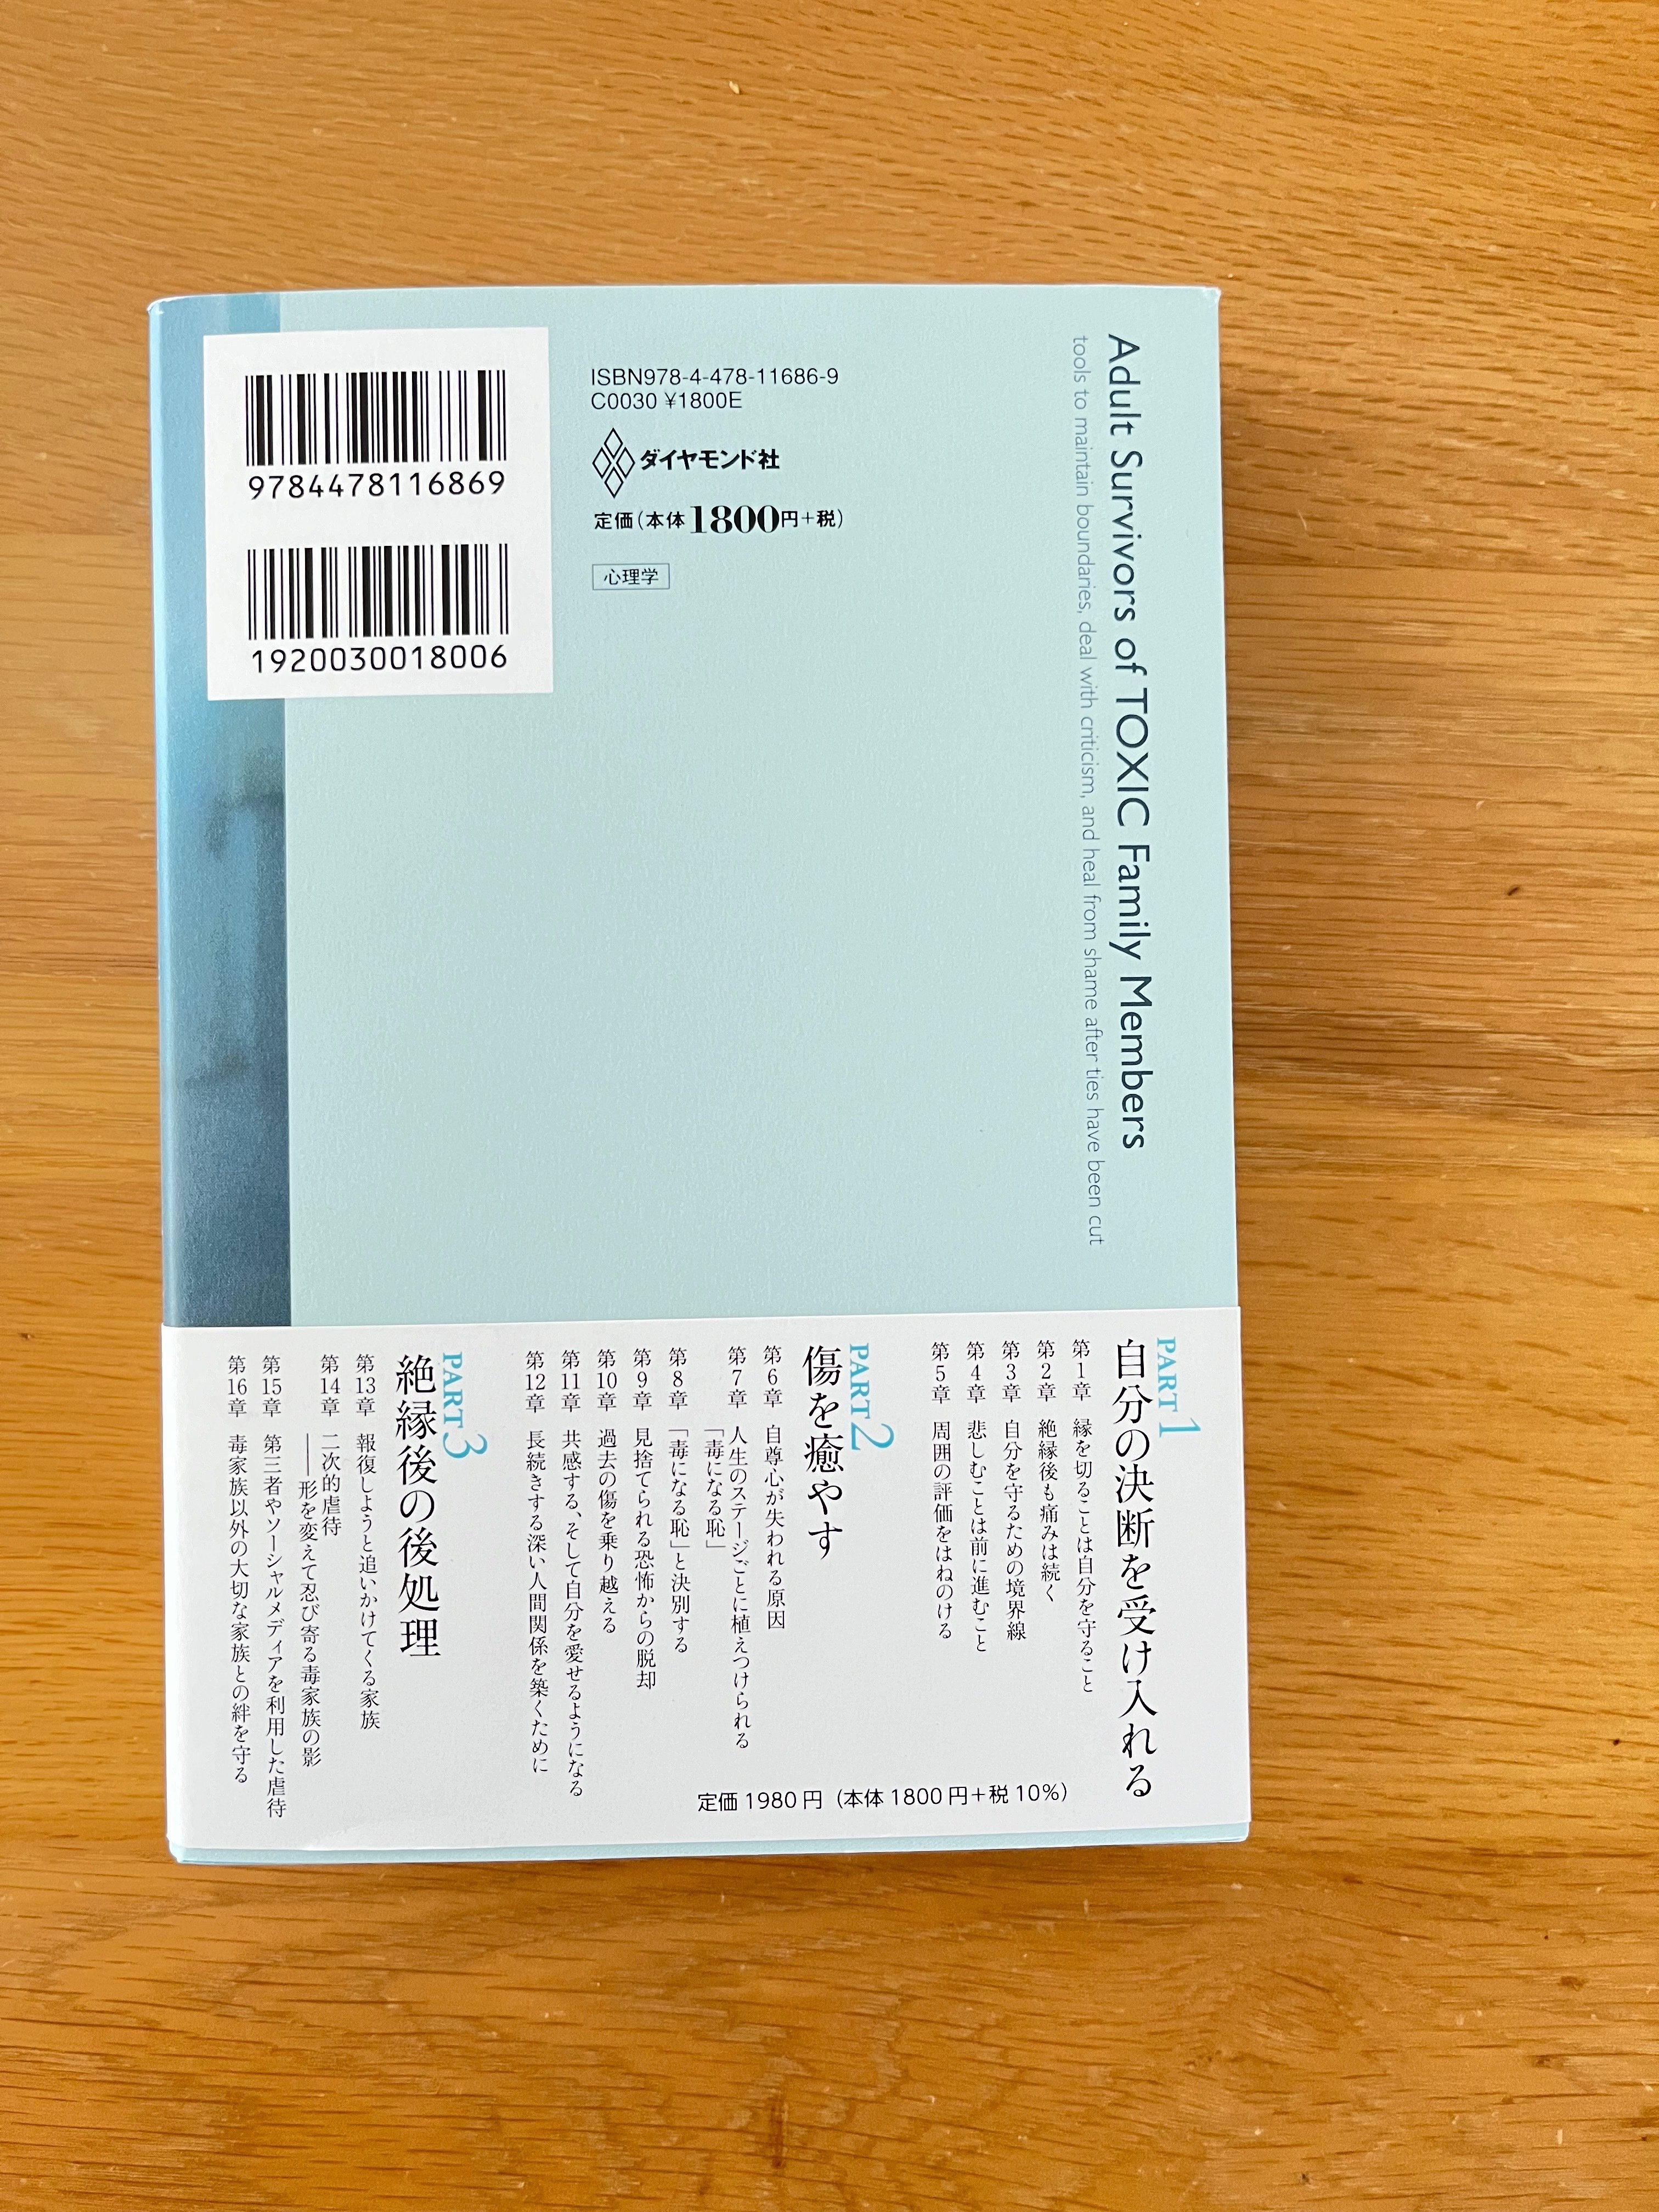 Adult Survivors of TOXIC Family Members
tools to maintain boundaries, deal with criticism, and heal from shame after ties have been cut
ISBN978-4-478-11686-9
C0030 ¥1800E
ダイヤモンド社
定価(本体1800円+税)
心理学
9784478116869
1920030018006
PART1
自分の決断を受け入れる
第1章 縁を切ることは自分を守ること
第2章 絶縁後も痛みは続く
第3章 自分を守るための境界線
第4章 悲しむことは前に進むこと
第5章 周囲の評価をはねのける
PART2
傷を癒やす
第6章 自尊心が失われる原因
第7章 人生のステージごとに植えつけられる
「毒になる恥」
第8章 「毒になる恥」と決別する
第9章 見捨てられる恐怖からの脱却
第10章 過去の傷を乗り越える
第11章 共感する、そして自分を愛せるようになる
第12章 長続きする深い人間関係を築くために
PART3
絶縁後の後処理
第13章 報復しようと追いかけてくる家族
第14章 二次的虐待
――形を変えて忍び寄る毒家族の影
第15章 第三者やソーシャルメディアを利用した虐待
第16章 毒家族以外の大切な家族との絆を守る
定価1980円(本体1800円+税10%)